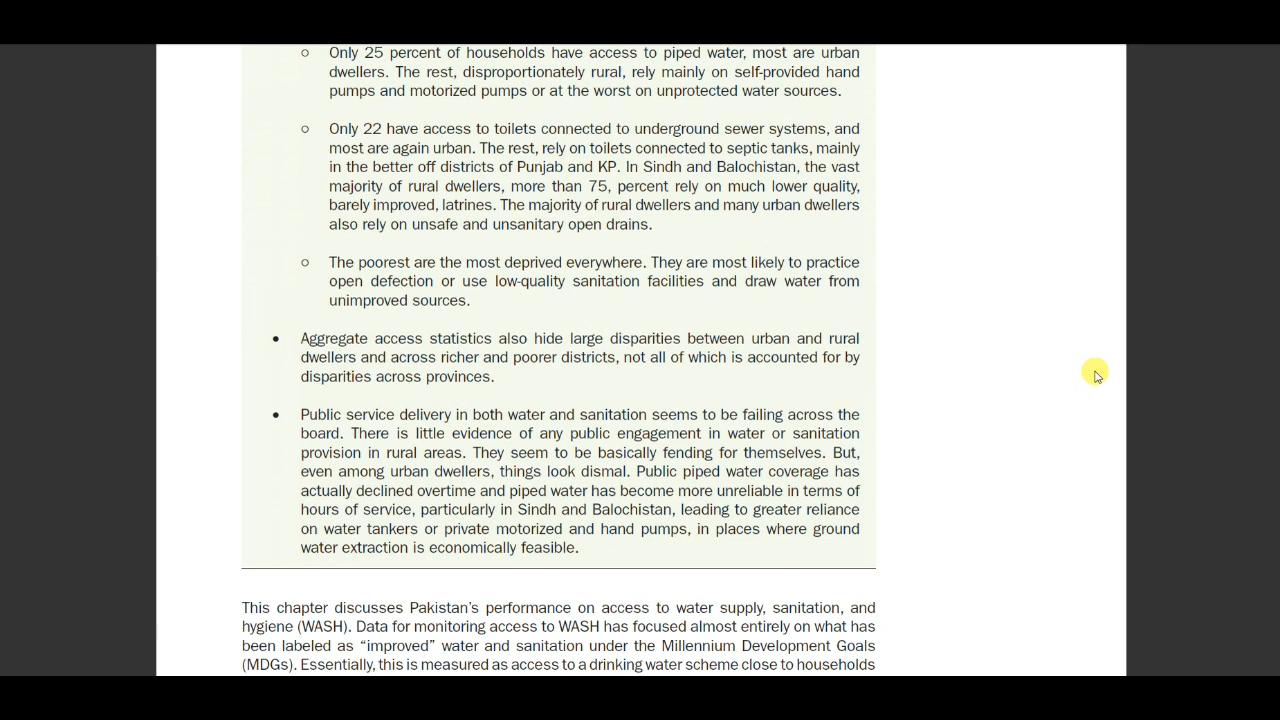 ○ Only 25 percent of households have access to piped water, most are urban
dwellers. The rest, disproportionately rural, rely mainly on self-provided hand
pumps and motorized pumps or at the worst on unprotected water sources.
○ Only 22 have access to toilets connected to underground sewer systems, and
most are again urban. The rest, rely on toilets connected to septic tanks, mainly
in the better off districts of Punjab and KP. In Sindh and Balochistan, the vast
majority of rural dwellers, more than 75, percent rely on much lower quality,
barely improved, latrines. The majority of rural dwellers and many urban dwellers
also rely on unsafe and unsanitary open drains.
○ The poorest are the most deprived everywhere. They are most likely to practice
open defection or use low-quality sanitation facilities and draw water from
unimproved sources.
• Aggregate access statistics also hide large disparities between urban and rural
dwellers and across richer and poorer districts, not all of which is accounted for by
disparities across provinces.
• Public service delivery in both water and sanitation seems to be failing across the
board. There is little evidence of any public engagement in water or sanitation
provision in rural areas. They seem to be basically fending for themselves. But,
even among urban dwellers, things look dismal. Public piped water coverage has
actually declined overtime and piped water has become more unreliable in terms of
hours of service, particularly in Sindh and Balochistan, leading to greater reliance
on water tankers or private motorized and hand pumps, in places where ground
water extraction is economically feasible.
This chapter discusses Pakistan’s performance on access to water supply, sanitation, and
hygiene (WASH). Data for monitoring access to WASH has focused almost entirely on what has
been labeled as “improved” water and sanitation under the Millennium Development Goals
(MDGs). Essentially, this is measured as access to a drinking water scheme close to households